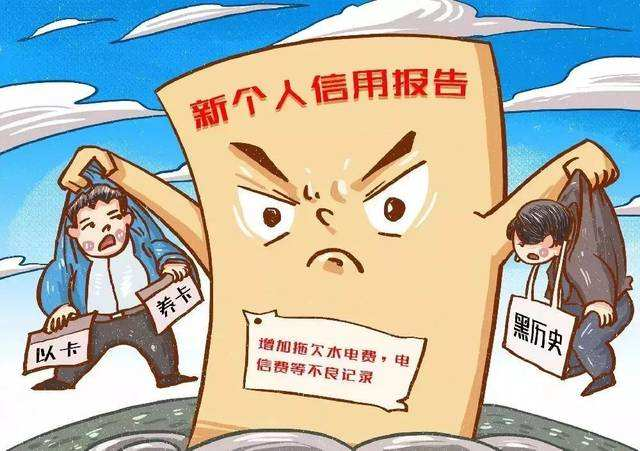 新个人信用报告
以卡
养卡
黑历史
增加拖欠水电费，电
信费等不良记录